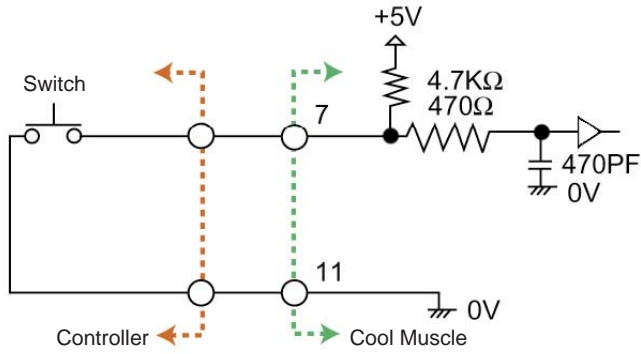 +5V
Switch
4.7KΩ
7
470Ω
470PF
0V
11
0V
Controller
Cool Muscle